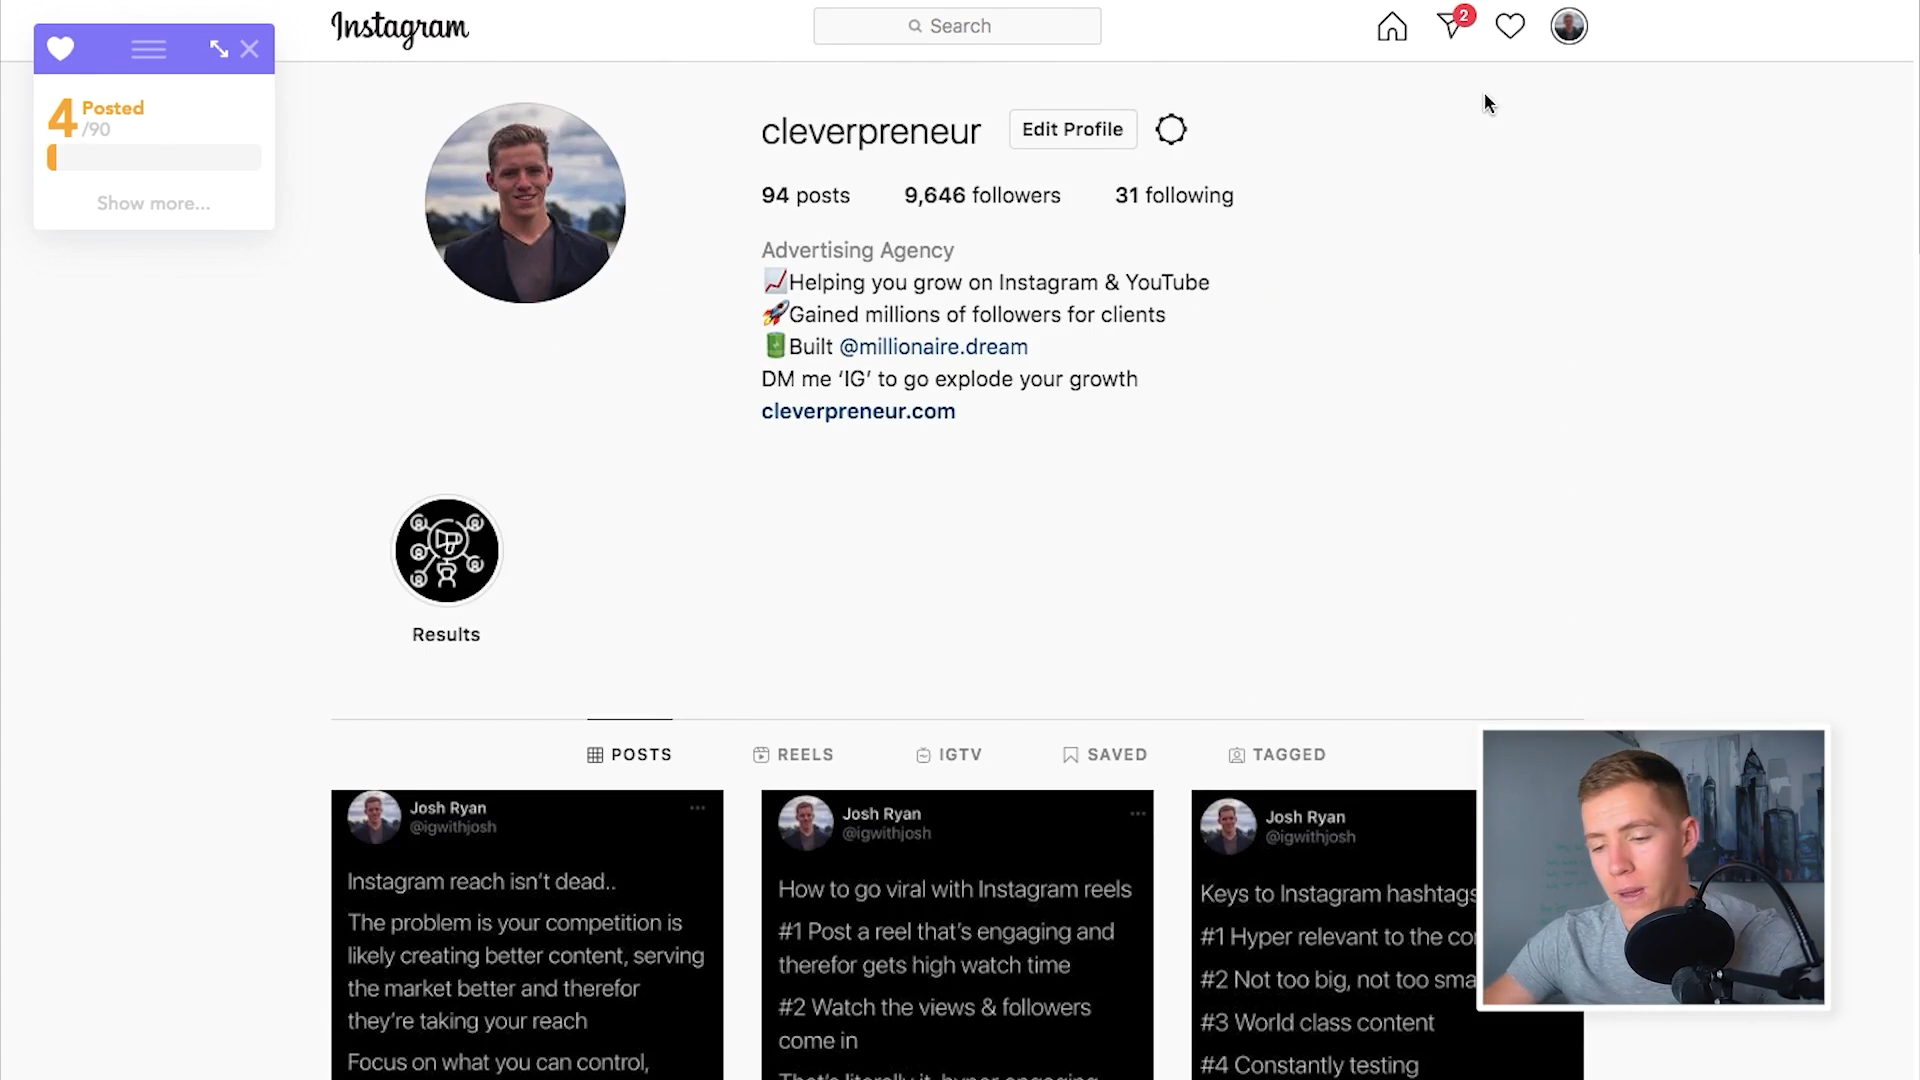 Instagram
Search
2
4 Posted
/90
Show more...
cleverpreneur
Edit Profile
94 posts 9,646 followers 31 following
Advertising Agency
📈Helping you grow on Instagram & YouTube
🚀Gained millions of followers for clients
🔋Built @millionaire.dream
DM me ‘IG’ to go explode your growth
cleverpreneur.com
Results
POSTS REELS IGTV SAVED TAGGED
Josh Ryan
@igwithjosh
Instagram reach isn't dead..
The problem is your competition is
likely creating better content, serving
the market better and therefor
they're taking your reach
Focus on what you can control,
Josh Ryan
@igwithjosh
How to go viral with Instagram reels
#1 Post a reel that's engaging and
therefor gets high watch time
#2 Watch the views & followers
come in
That's literally it, hyper engaging
Josh Ryan
@igwithjosh
Keys to Instagram hashtags
#1 Hyper relevant to the
#2 Not too big, not too
#3 World class content
#4 Constantly testing